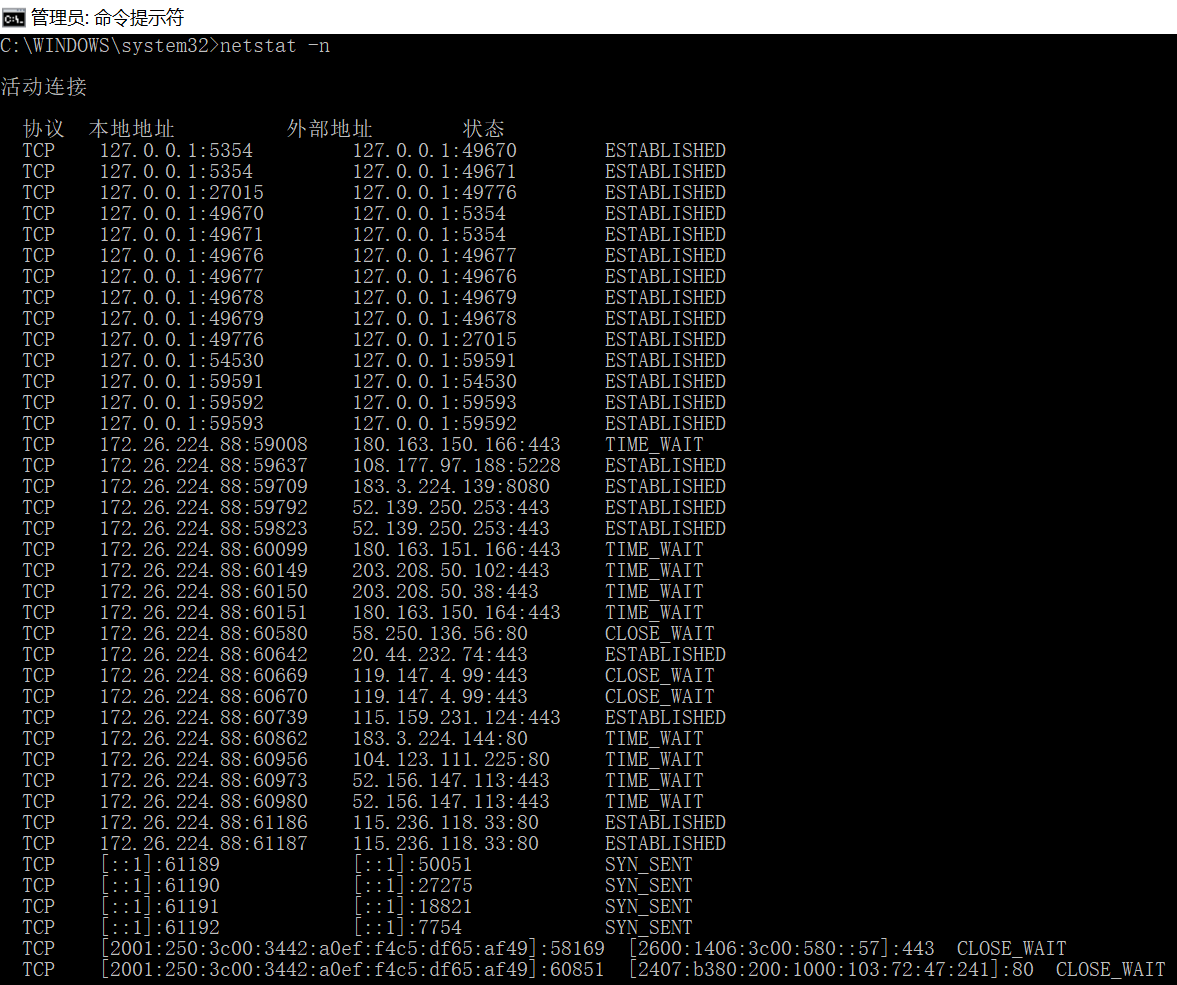 管理员: 命令提示符
C:\WINDOWS\system32>netstat -n
活动连接
协议 本地地址 外部地址 状态
TCP 127.0.0.1:5354 127.0.0.1:49670 ESTABLISHED
TCP 127.0.0.1:5354 127.0.0.1:49671 ESTABLISHED
TCP 127.0.0.1:27015 127.0.0.1:49776 ESTABLISHED
TCP 127.0.0.1:49670 127.0.0.1:5354 ESTABLISHED
TCP 127.0.0.1:49671 127.0.0.1:5354 ESTABLISHED
TCP 127.0.0.1:49676 127.0.0.1:49677 ESTABLISHED
TCP 127.0.0.1:49677 127.0.0.1:49676 ESTABLISHED
TCP 127.0.0.1:49678 127.0.0.1:49679 ESTABLISHED
TCP 127.0.0.1:49679 127.0.0.1:49678 ESTABLISHED
TCP 127.0.0.1:49776 127.0.0.1:27015 ESTABLISHED
TCP 127.0.0.1:54530 127.0.0.1:59591 ESTABLISHED
TCP 127.0.0.1:59591 127.0.0.1:54530 ESTABLISHED
TCP 127.0.0.1:59592 127.0.0.1:59593 ESTABLISHED
TCP 127.0.0.1:59593 127.0.0.1:59592 ESTABLISHED
TCP 172.26.224.88:59008 180.163.150.166:443 TIME_WAIT
TCP 172.26.224.88:59637 108.177.97.188:5228 ESTABLISHED
TCP 172.26.224.88:59709 183.3.224.139:8080 ESTABLISHED
TCP 172.26.224.88:59792 52.139.250.253:443 ESTABLISHED
TCP 172.26.224.88:59823 52.139.250.253:443 ESTABLISHED
TCP 172.26.224.88:60099 180.163.151.166:443 TIME_WAIT
TCP 172.26.224.88:60149 203.208.50.102:443 TIME_WAIT
TCP 172.26.224.88:60150 203.208.50.38:443 TIME_WAIT
TCP 172.26.224.88:60151 180.163.150.164:443 TIME_WAIT
TCP 172.26.224.88:60580 58.250.136.56:80 CLOSE_WAIT
TCP 172.26.224.88:60642 20.44.232.74:443 ESTABLISHED
TCP 172.26.224.88:60669 119.147.4.99:443 CLOSE_WAIT
TCP 172.26.224.88:60670 119.147.4.99:443 CLOSE_WAIT
TCP 172.26.224.88:60739 115.159.231.124:443 ESTABLISHED
TCP 172.26.224.88:60862 183.3.224.144:80 TIME_WAIT
TCP 172.26.224.88:60956 104.123.111.225:80 TIME_WAIT
TCP 172.26.224.88:60973 52.156.147.113:443 TIME_WAIT
TCP 172.26.224.88:60980 52.156.147.113:443 TIME_WAIT
TCP 172.26.224.88:61186 115.236.118.33:80 ESTABLISHED
TCP 172.26.224.88:61187 115.236.118.33:80 ESTABLISHED
TCP [::1]:61189 [::1]:50051 SYN_SENT
TCP [::1]:61190 [::1]:27275 SYN_SENT
TCP [::1]:61191 [::1]:18821 SYN_SENT
TCP [::1]:61192 [::1]:7754 SYN_SENT
TCP [2001:250:3c00:3442:a0ef:f4c5:df65:af49]:58169 [2600:1406:3c00:580::57]:443 CLOSE_WAIT
TCP [2001:250:3c00:3442:a0ef:f4c5:df65:af49]:60851 [2407:b380:200:1000:103:72:47:241]:80 CLOSE_WAIT